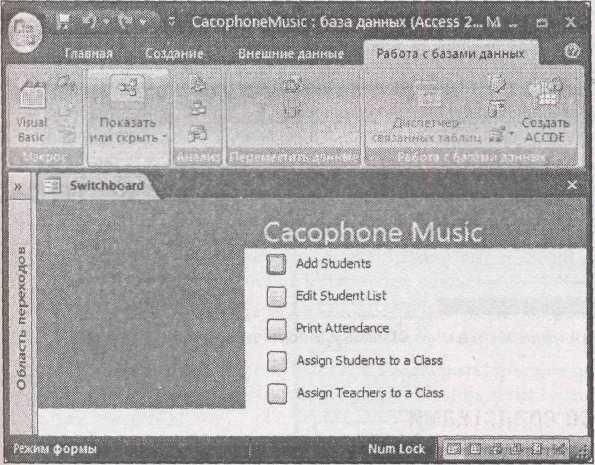 CacophoneMusic : база данных (Access 2...
Главная Создание Внешние данные Работа с базами данных
Visual Basic
Показать или скрыть
Диспетчер связанных таблиц
Создать ACCDE
Макрос Анализ Переместить данные Работа с базами данных
» Switchboard ×
Область переходов
Cacophone Music
Add Students
Edit Student List
Print Attendance
Assign Students to a Class
Assign Teachers to a Class
Режим формы Num Lock